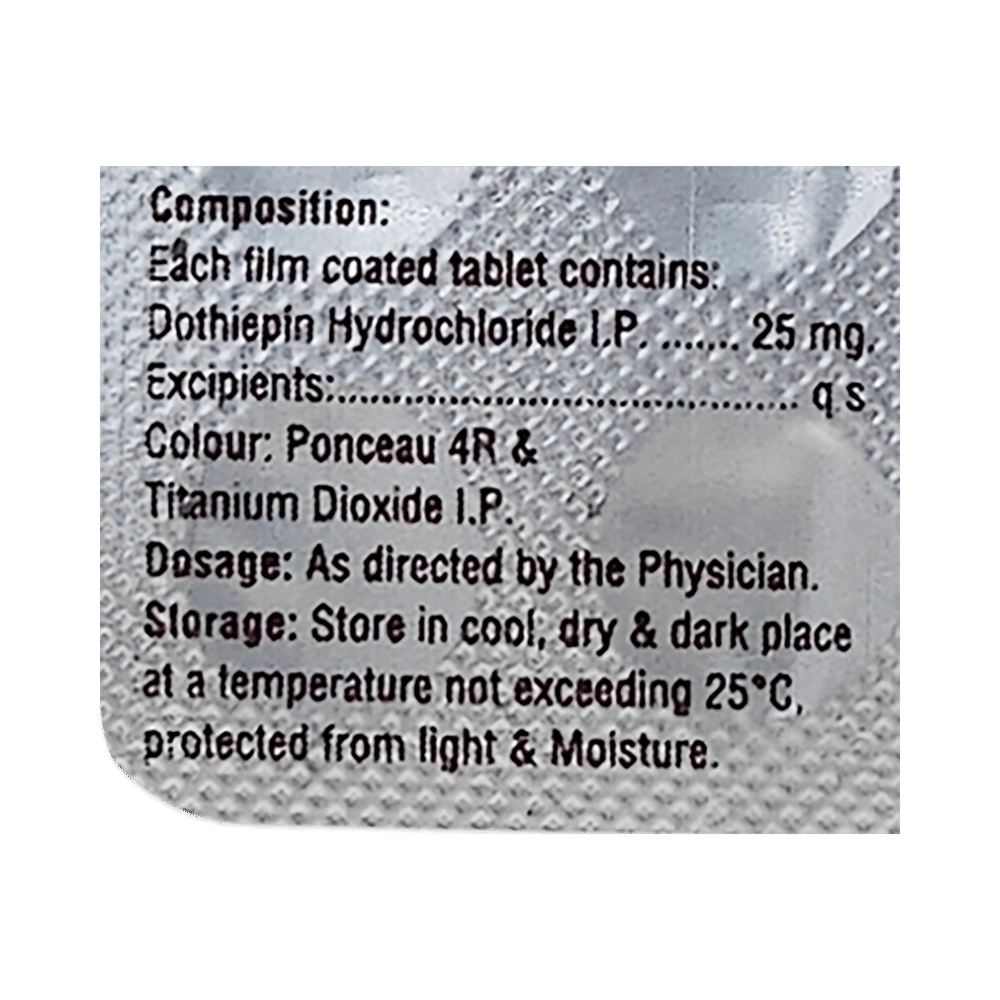 Composition:
Each film coated tablet contains:
Dothiepin Hydrochloride I.P. ....... 25 mg.
Excipients:............................................... q s
Colour: Ponceau 4R &
Titanium Dioxide I.P.
Dosage: As directed by the Physician.
Storage: Store in cool, dry & dark place
at a temperature not exceeding 25°C,
protected from light & Moisture.